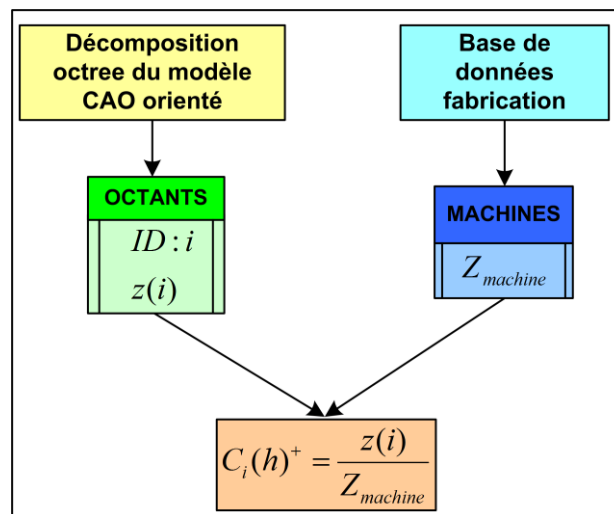 Décomposition
octree du modèle
CAO orienté
Base de
données
fabrication
OCTANTS
ID : i
z(i)
MACHINES
Z_machine
C_i(h)^+ = z(i) / Z_machine